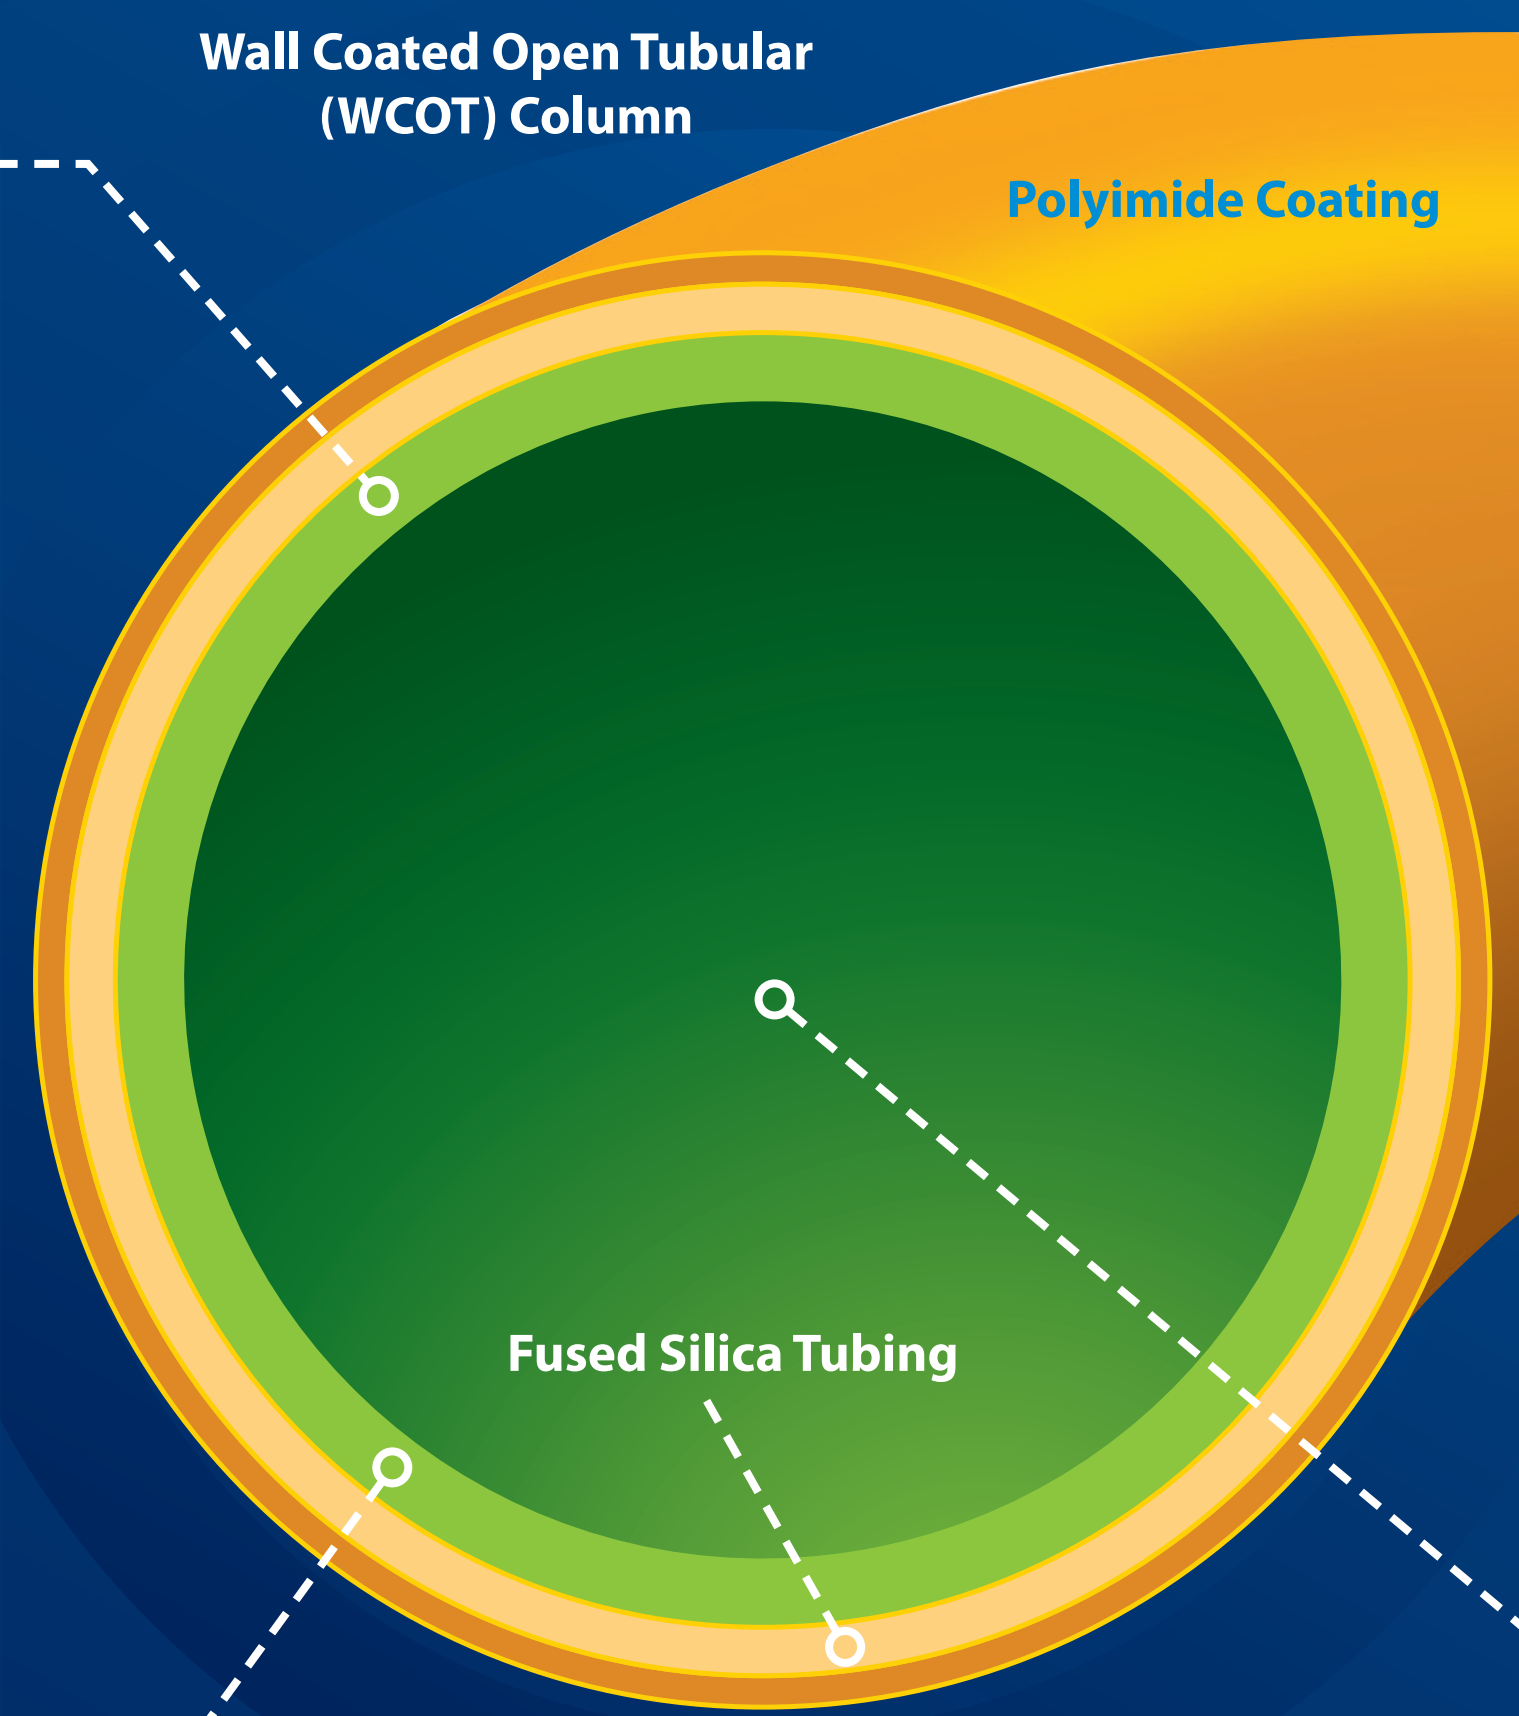 Wall Coated Open Tubular
(WCOT) Column
Polyimide Coating
Fused Silica Tubing